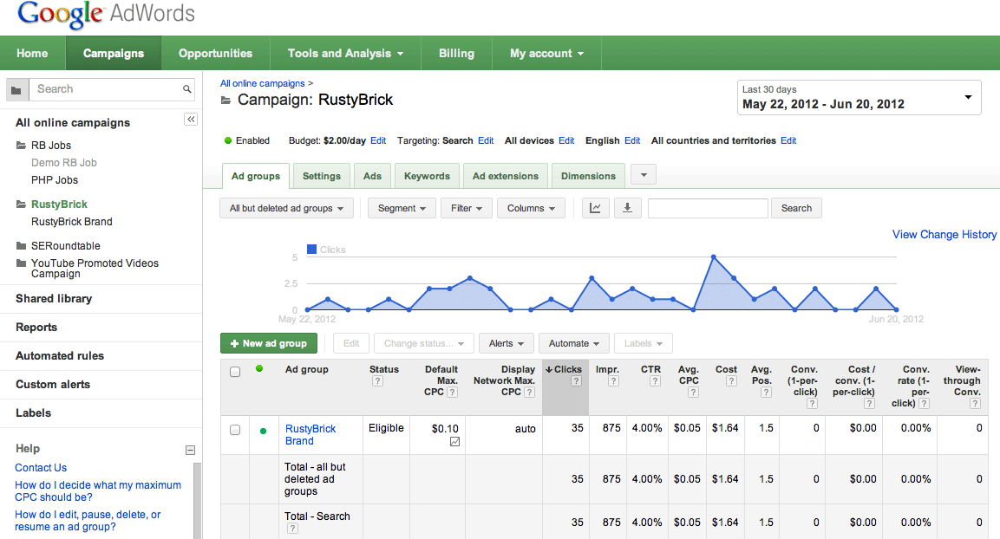 Google AdWords
Home Campaigns Opportunities Tools and Analysis Billing My account
Search
All online campaigns
RB Jobs
Demo RB Job
PHP Jobs
RustyBrick
RustyBrick Brand
SERoundtable
YouTube Promoted Videos
Campaign
Shared library
Reports
Automated rules
Custom alerts
Labels
Help
Contact Us
How do I decide what my maximum
CPC should be?
How do I edit, pause, delete, or
resume an ad group?
All online campaigns >
Campaign: RustyBrick
Last 30 days
May 22, 2012 - Jun 20, 2012
Enabled Budget: $2.00/day Edit Targeting: Search Edit All devices Edit English Edit All countries and territories Edit
Ad groups Settings Ads Keywords Ad extensions Dimensions
All but deleted ad groups Segment Filter Columns Search
View Change History
Clicks
5
2.5
0
May 22, 2012 Jun 20, 2012
+ New ad group Edit Change status... Alerts Automate Labels
Ad group Status Default Display Clicks Impr. CTR Avg. Cost Avg. Conv. Cost / Conv. View-
? Max. Network Max. ? ? ? CPC ? Pos. (1-per- conv. (1- rate (1- through
CPC ? CPC ? ? ? click) per-click) per- Conv.
? ? click) ? ?
RustyBrick Eligible $0.10 auto 35 875 4.00% $0.05 $1.64 1.5 0 $0.00 0.00% 0
Brand
Total - all but
deleted ad 35 875 4.00% $0.05 $1.64 1.5 0 $0.00 0.00% 0
groups
Total - Search
? 35 875 4.00% $0.05 $1.64 1.5 0 $0.00 0.00% 0